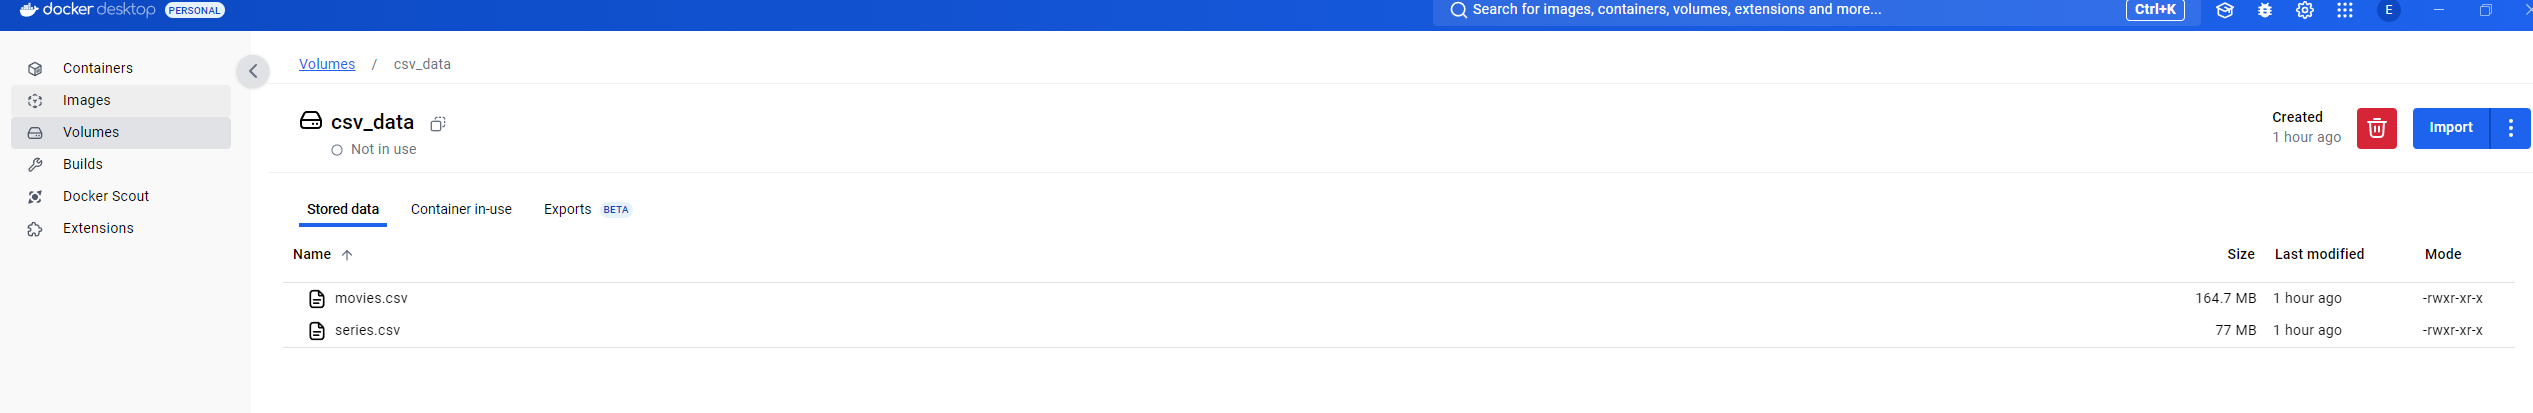 docker desktop PERSONAL
Search for images, containers, volumes, extensions and more...
Ctrl+K
E
Containers
Images
Volumes
Builds
Docker Scout
Extensions
Volumes / csv_data
csv_data
Not in use
Created
1 hour ago
Import
Stored data
Container in-use
Exports BETA
Name Size Last modified Mode
movies.csv 164.7 MB 1 hour ago -rwxr-xr-x
series.csv 77 MB 1 hour ago -rwxr-xr-x